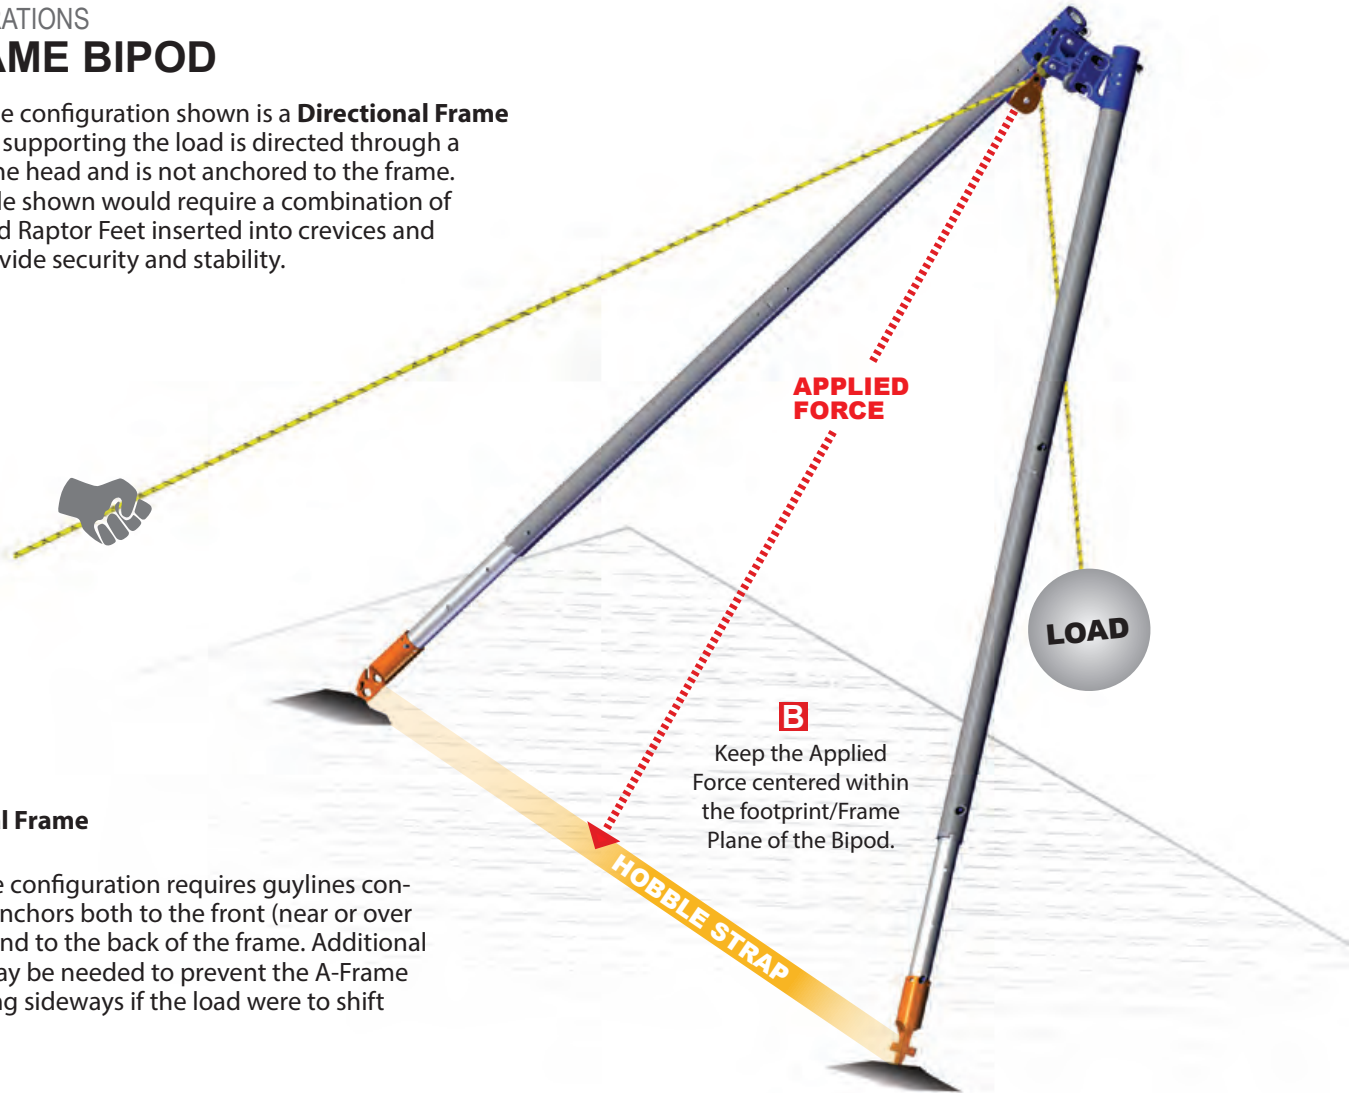 RATIONS
AME BIPOD
e configuration shown is a Directional Frame
supporting the load is directed through a
he head and is not anchored to the frame.
le shown would require a combination of
d Raptor Feet inserted into crevices and
vide security and stability.
APPLIED
FORCE
LOAD
B
Keep the Applied
Force centered within
the footprint/Frame
Plane of the Bipod.
HOBBLE STRAP
l Frame
e configuration requires guylines con-
nchors both to the front (near or over
nd to the back of the frame. Additional
ay be needed to prevent the A-Frame
ng sideways if the load were to shift